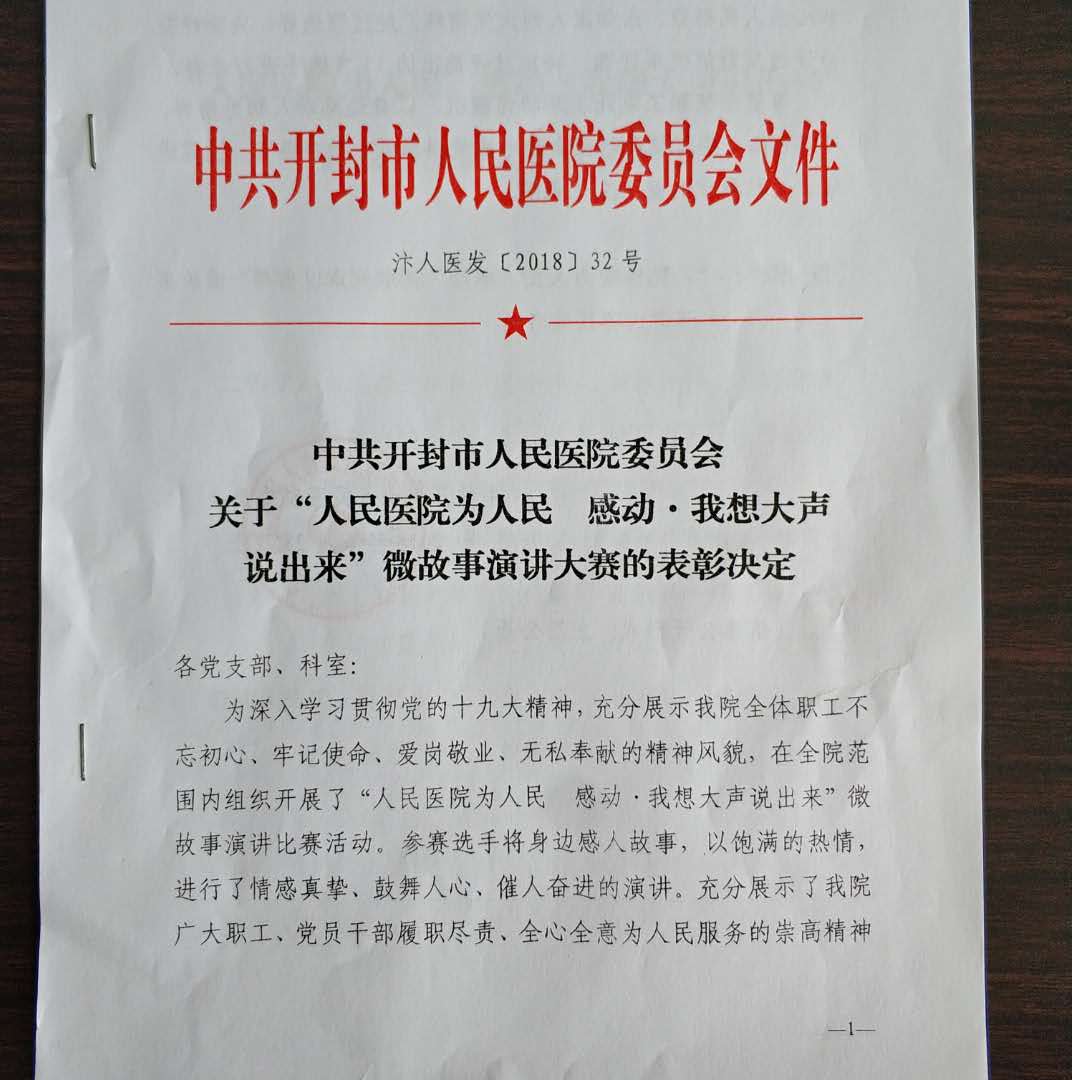 中共开封市人民医院委员会文件
汴人医发〔2018〕32号
中共开封市人民医院委员会
关于“人民医院为人民　感动·我想大声
说出来”微故事演讲大赛的表彰决定
各党支部、科室：
为深入学习贯彻党的十九大精神，充分展示我院全体职工不
忘初心、牢记使命、爱岗敬业、无私奉献的精神风貌，在全院范
围内组织开展了“人民医院为人民　感动·我想大声说出来”微
故事演讲比赛活动。参赛选手将身边感人故事，以饱满的热情，
进行了情感真挚、鼓舞人心、催人奋进的演讲。充分展示了我院
广大职工、党员干部履职尽责、全心全意为人民服务的崇高精神
—1—